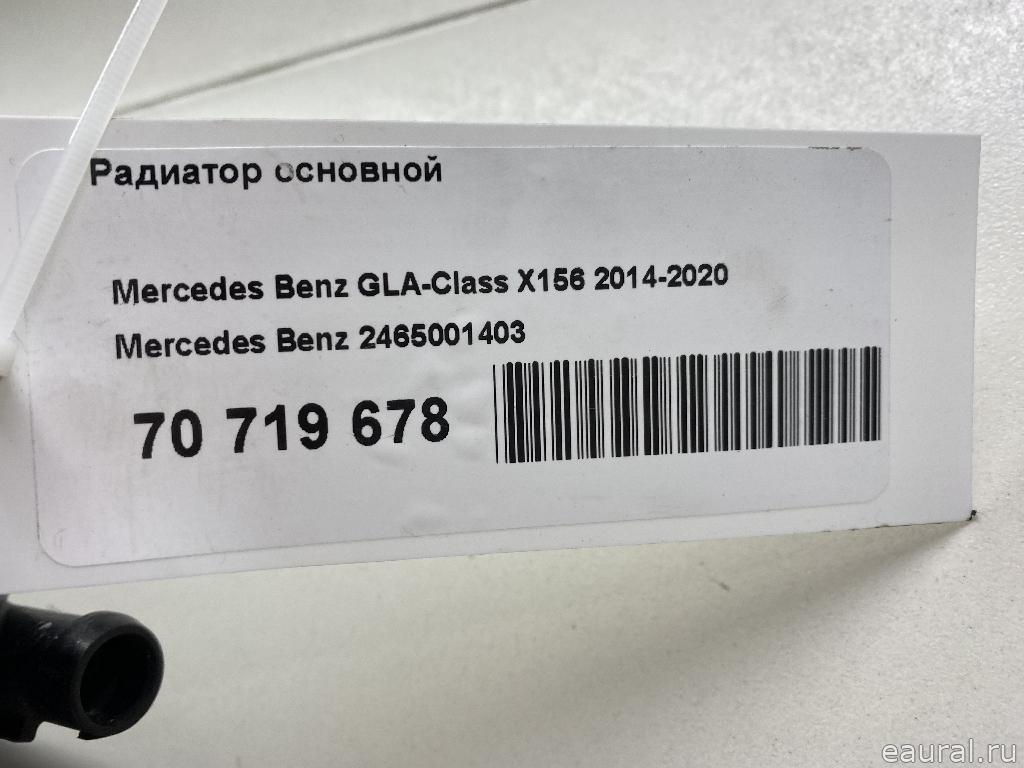 Радиатор основной
Mercedes Benz GLA-Class X156 2014-2020
Mercedes Benz 2465001403
70 719 678
eaural.ru